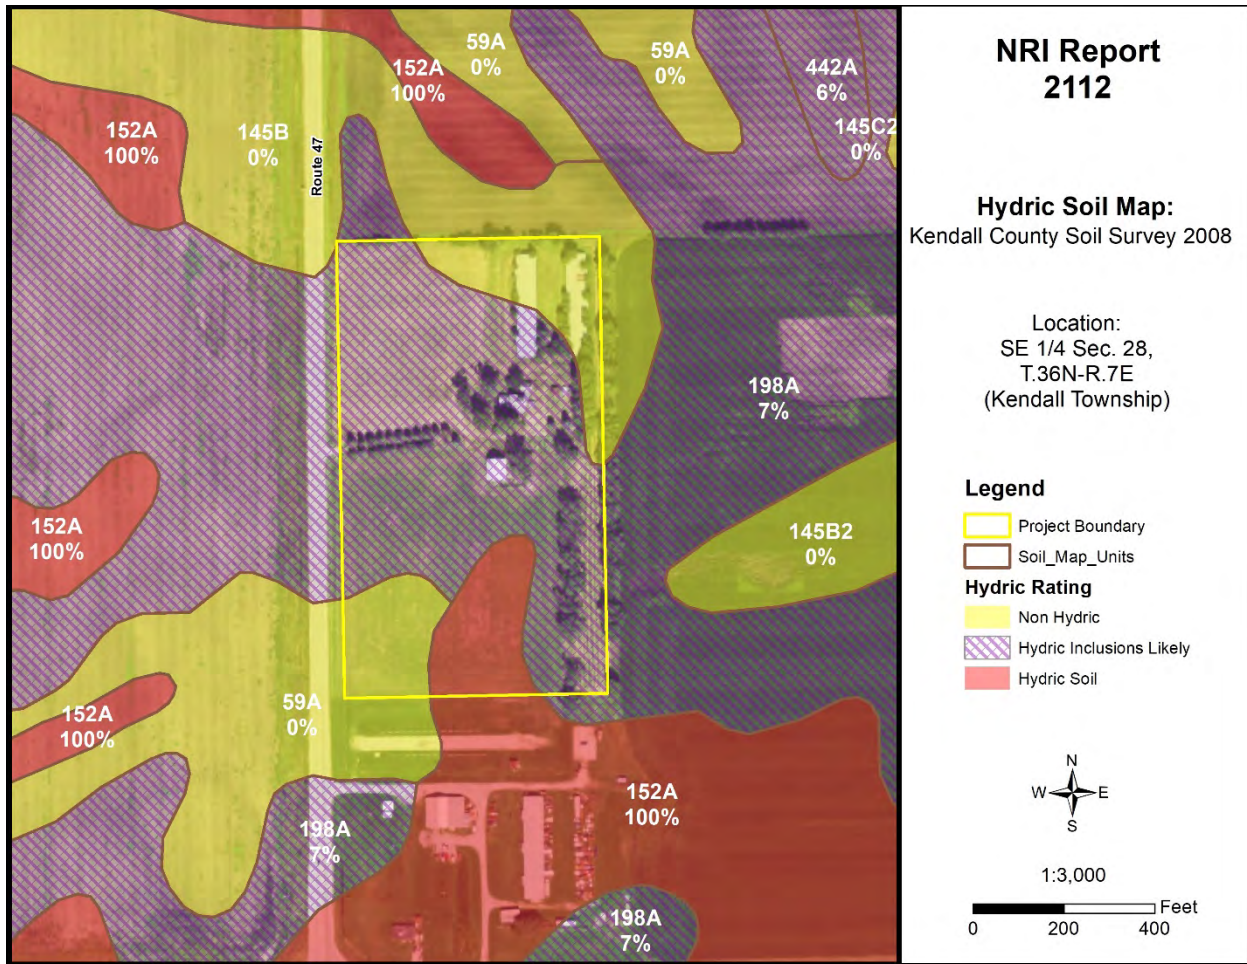 59A
0%
152A
100%
59A
0%
442A
6%
145C2
0%
152A
100%
145B
0%
Route 47
198A
7%
152A
100%
145B2
0%
152A
100%
59A
0%
152A
100%
198A
7%
198A
7%
NRI Report
2112
Hydric Soil Map:
Kendall County Soil Survey 2008
Location:
SE 1/4 Sec. 28,
T.36N-R.7E
(Kendall Township)
Legend
Project Boundary
Soil_Map_Units
Hydric Rating
Non Hydric
Hydric Inclusions Likely
Hydric Soil
N
W E
S
1:3,000
Feet
0 200 400